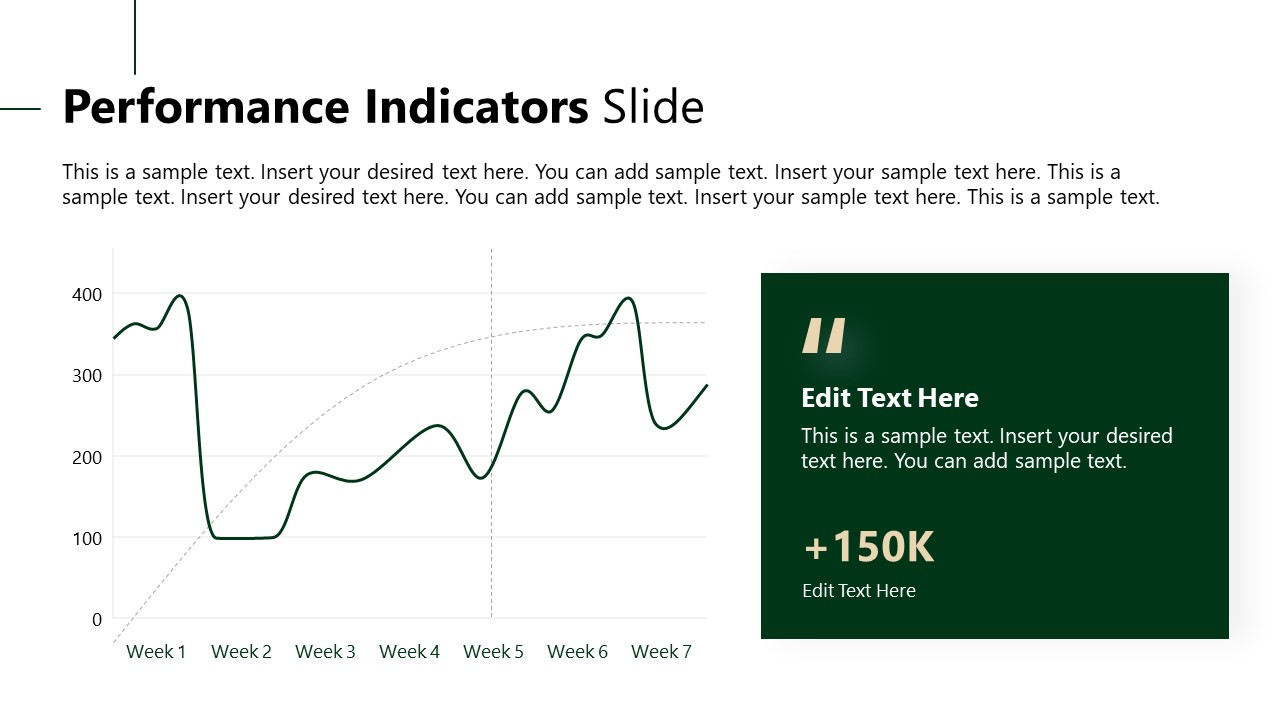 Performance Indicators Slide
This is a sample text. Insert your desired text here. You can add sample text. Insert your sample text here. This is a
sample text. Insert your desired text here. You can add sample text. Insert your sample text here. This is a sample text.
400
300
200
100
0
Week 1 Week 2 Week 3 Week 4 Week 5 Week 6 Week 7
"
Edit Text Here
This is a sample text. Insert your desired
text here. You can add sample text.
+150K
Edit Text Here